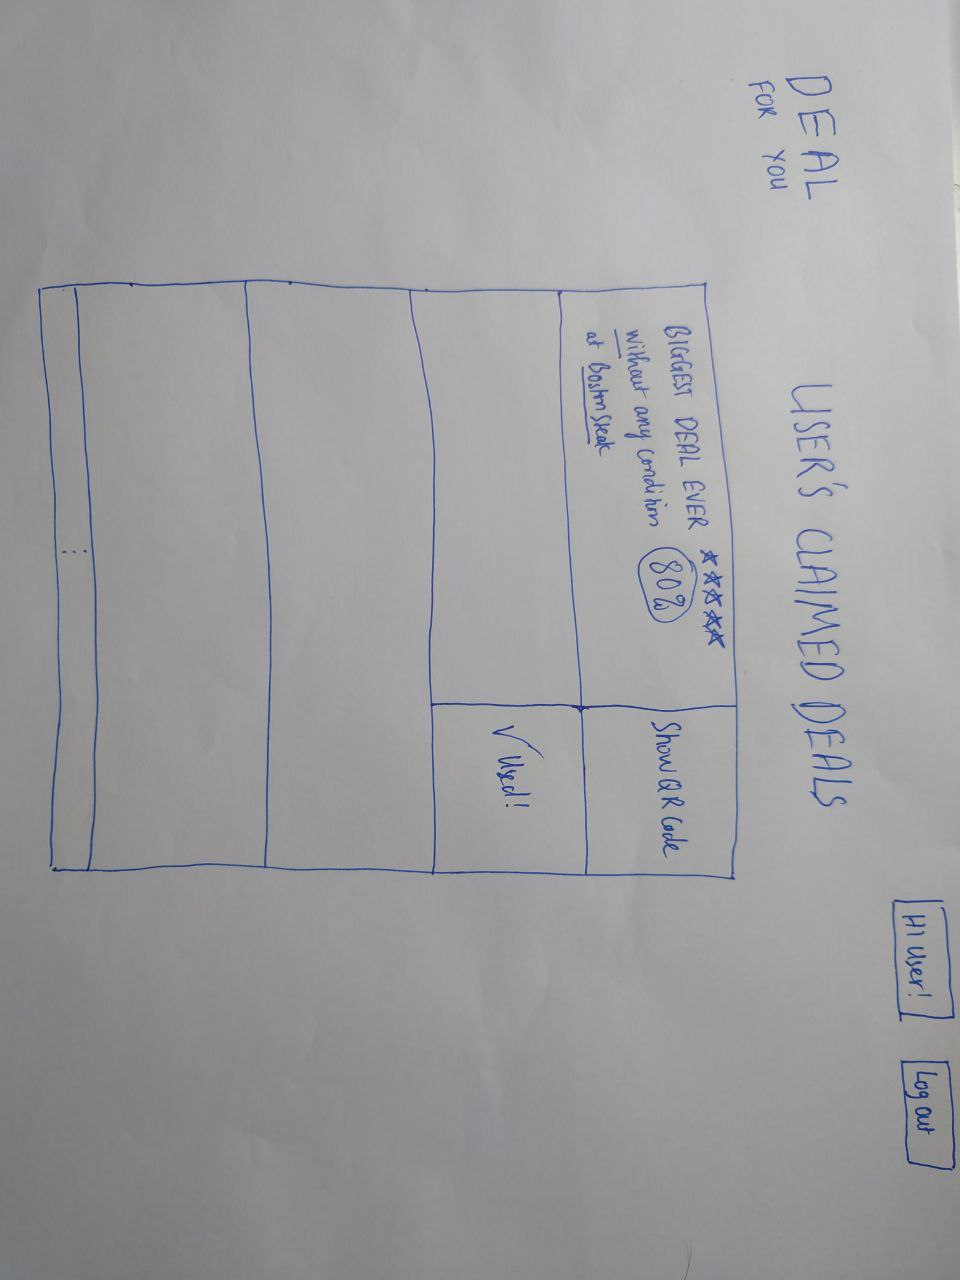 Hi User!
Log out
DEAL
FOR YOU
USER'S CLAIMED DEALS
BIGGEST DEAL EVER ★★★★★
without any condition 80%
at Boston Steak
Show QR Code
✓ Used!
⋮